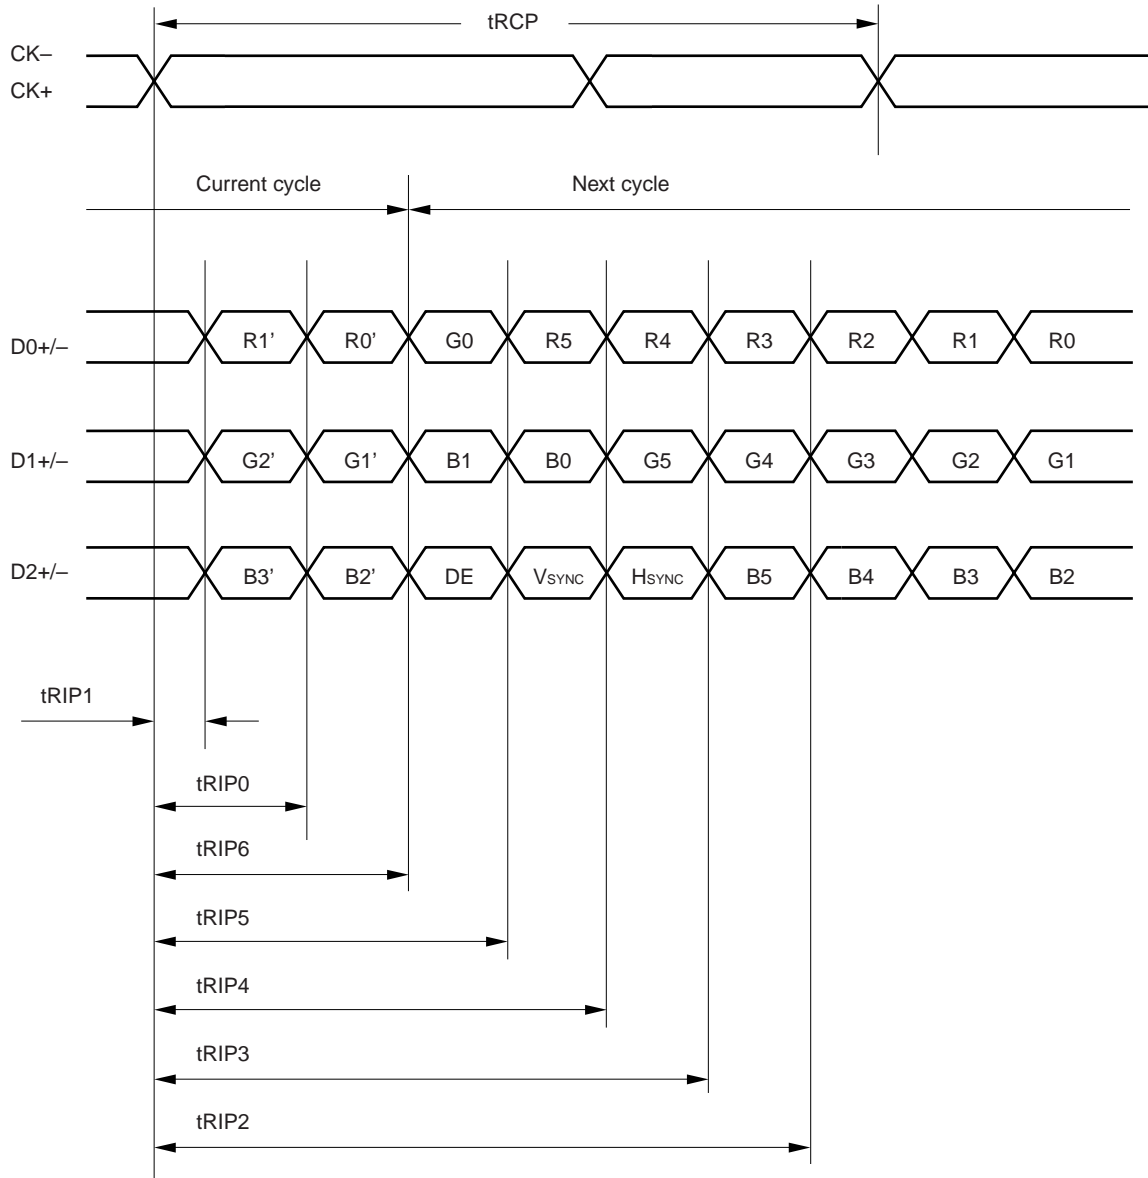 tRCP
CK–
CK+
Current cycle Next cycle
D0+/– R1’ R0’ G0 R5 R4 R3 R2 R1 R0
D1+/– G2’ G1’ B1 B0 G5 G4 G3 G2 G1
D2+/– B3’ B2’ DE VSYNC HSYNC B5 B4 B3 B2
tRIP1
tRIP0
tRIP6
tRIP5
tRIP4
tRIP3
tRIP2